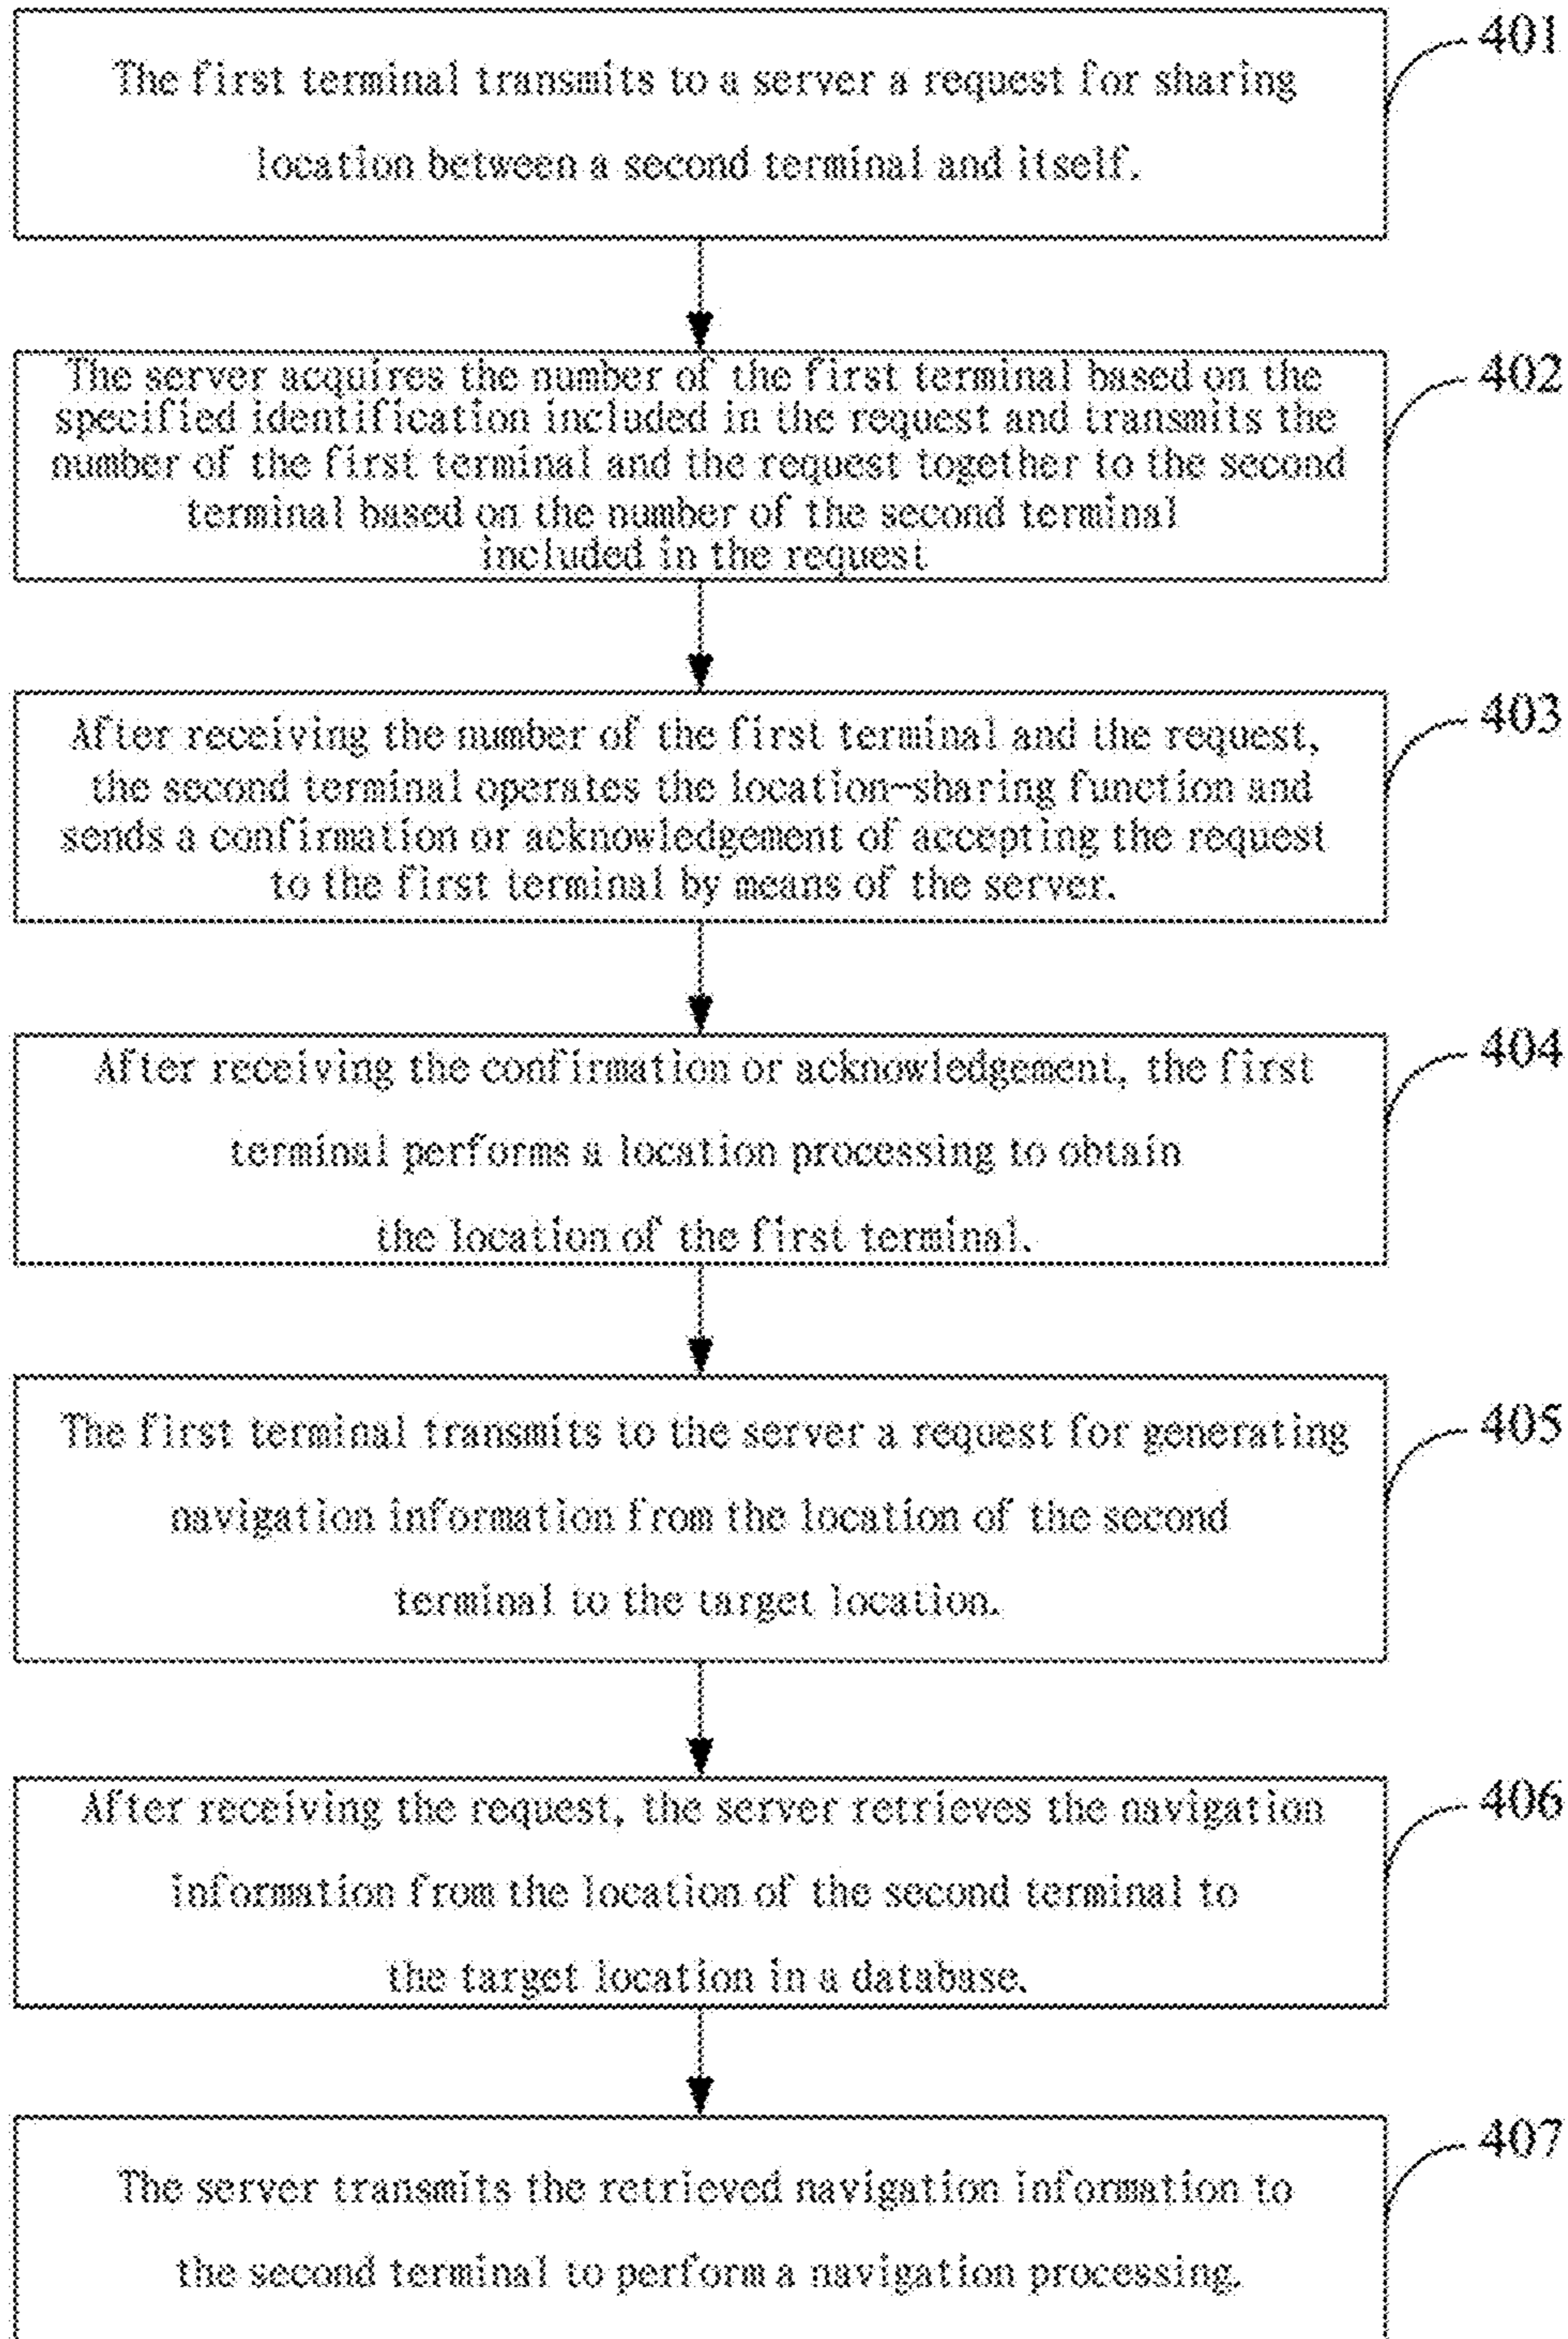 The first terminal transmits to a server a request for sharing
location between a second terminal and itself.
401
The server acquires the number of the first terminal based on the
specified identification included in the request and transmits the
number of the first terminal and the request together to the second
terminal based on the number of the second terminal
included in the request
402
After receiving the number of the first terminal and the request,
the second terminal operates the location-sharing function and
sends a confirmation or acknowledgement of accepting the request
to the first terminal by means of the server.
403
After receiving the confirmation or acknowledgement, the first
terminal performs a location processing to obtain
the location of the first terminal.
404
The first terminal transmits to the server a request for generating
navigation information from the location of the second
terminal to the target location.
405
After receiving the request, the server retrieves the navigation
information from the location of the second terminal to
the target location in a database.
406
The server transmits the retrieved navigation information to
the second terminal to perform a navigation processing.
407